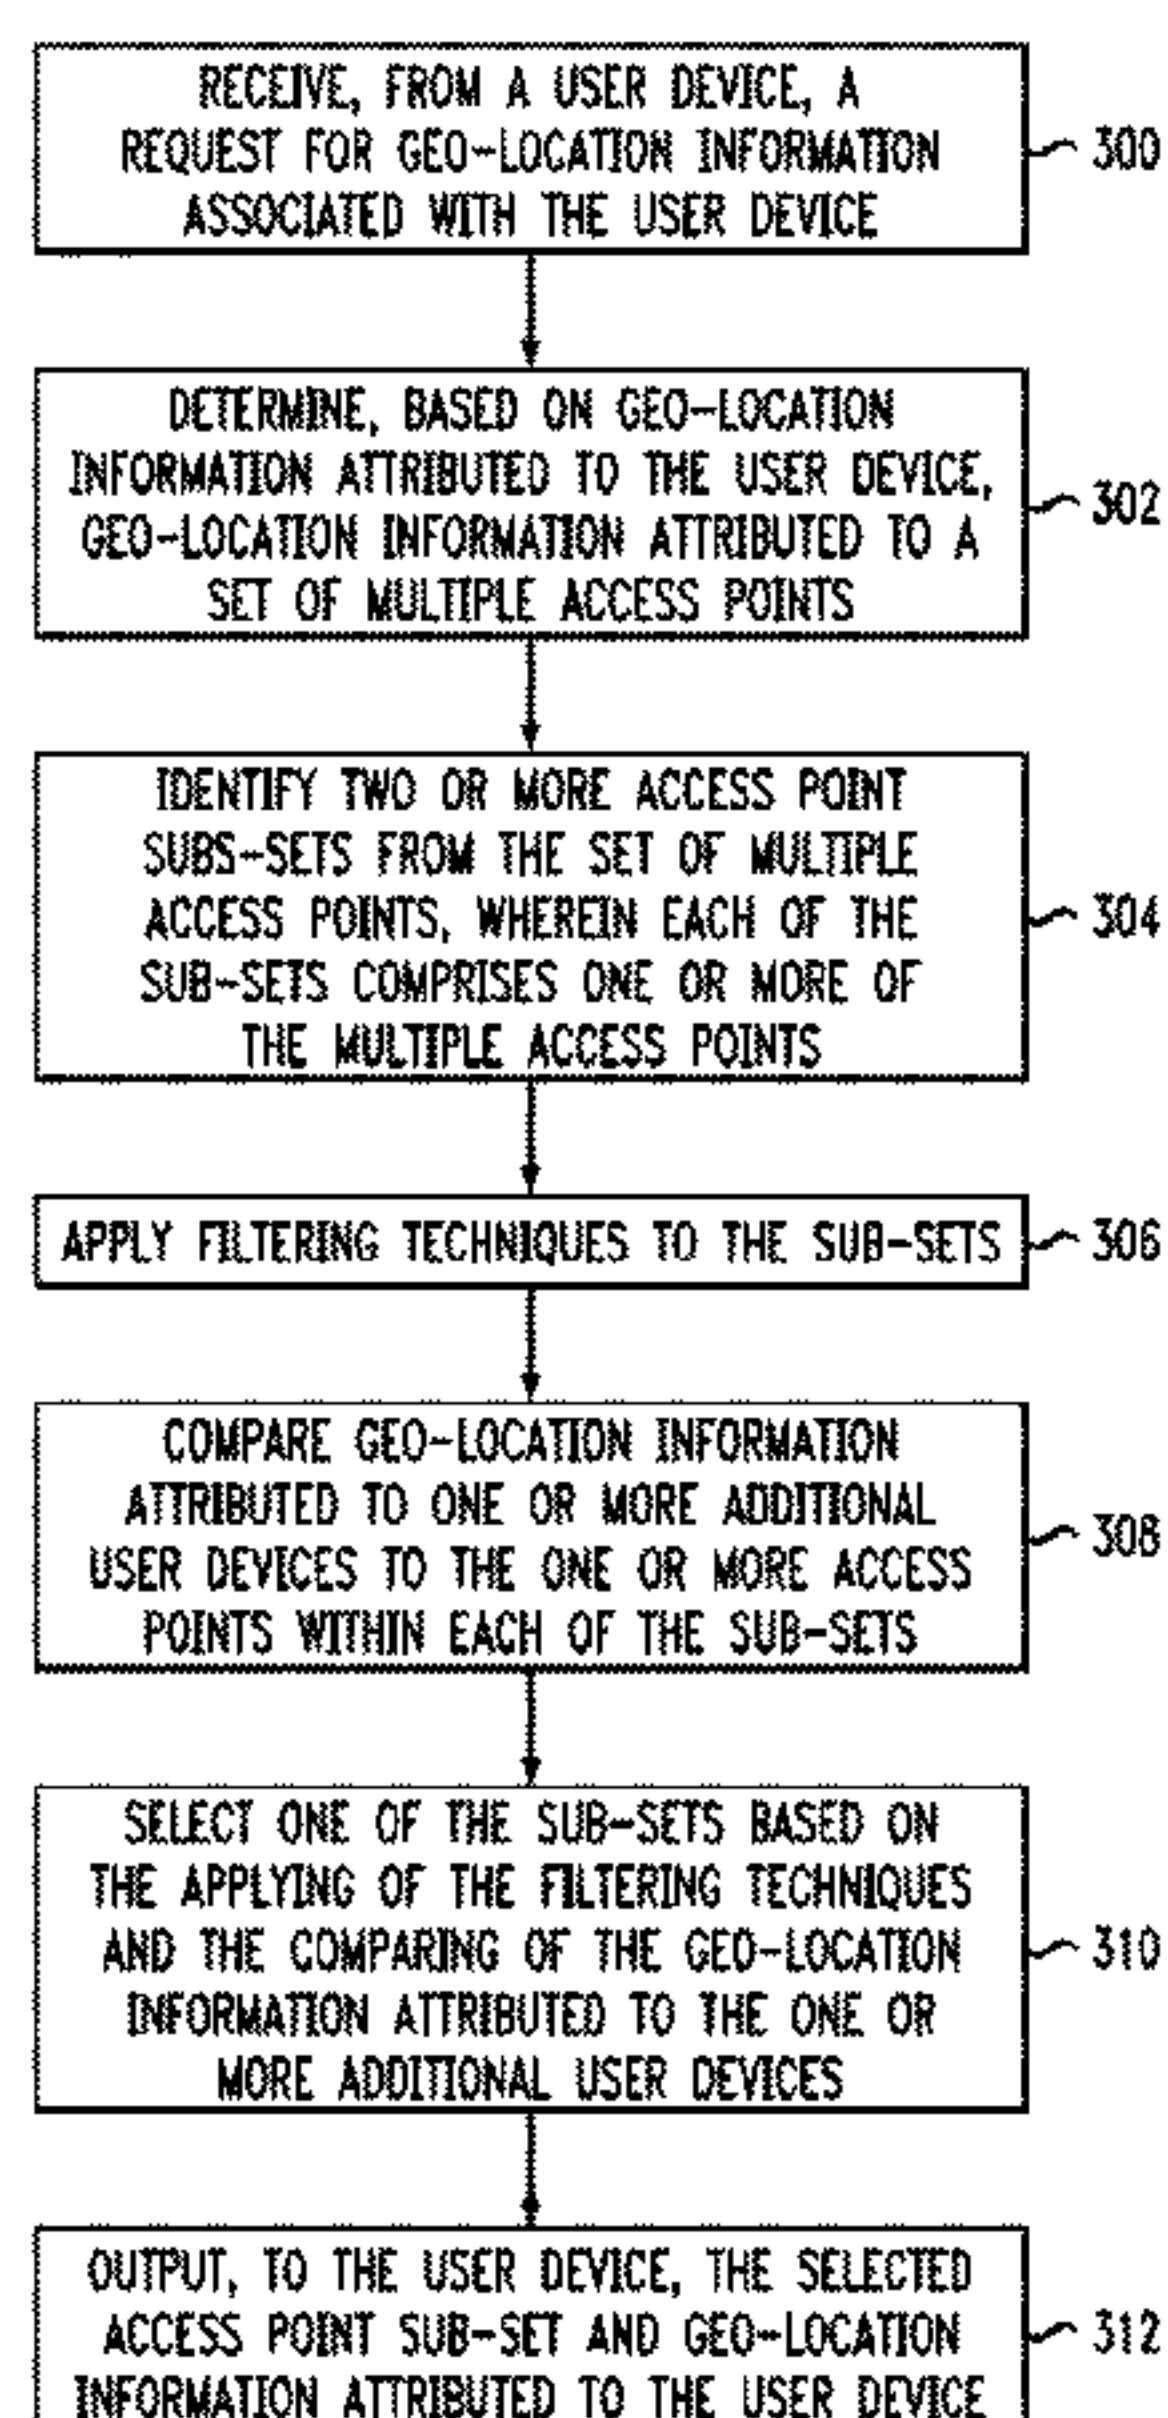 RECEIVE, FROM A USER DEVICE, A
REQUEST FOR GEO-LOCATION INFORMATION
ASSOCIATED WITH THE USER DEVICE
300
DETERMINE, BASED ON GEO-LOCATION
INFORMATION ATTRIBUTED TO THE USER DEVICE,
GEO-LOCATION INFORMATION ATTRIBUTED TO A
SET OF MULTIPLE ACCESS POINTS
302
IDENTIFY TWO OR MORE ACCESS POINT
SUBS-SETS FROM THE SET OF MULTIPLE
ACCESS POINTS, WHEREIN EACH OF THE
SUB-SETS COMPRISES ONE OR MORE OF
THE MULTIPLE ACCESS POINTS
304
APPLY FILTERING TECHNIQUES TO THE SUB-SETS
306
COMPARE GEO-LOCATION INFORMATION
ATTRIBUTED TO ONE OR MORE ADDITIONAL
USER DEVICES TO THE ONE OR MORE ACCESS
POINTS WITHIN EACH OF THE SUB-SETS
308
SELECT ONE OF THE SUB-SETS BASED ON
THE APPLYING OF THE FILTERING TECHNIQUES
AND THE COMPARING OF THE GEO-LOCATION
INFORMATION ATTRIBUTED TO THE ONE OR
MORE ADDITIONAL USER DEVICES
310
OUTPUT, TO THE USER DEVICE, THE SELECTED
ACCESS POINT SUB-SET AND GEO-LOCATION
INFORMATION ATTRIBUTED TO THE USER DEVICE
312